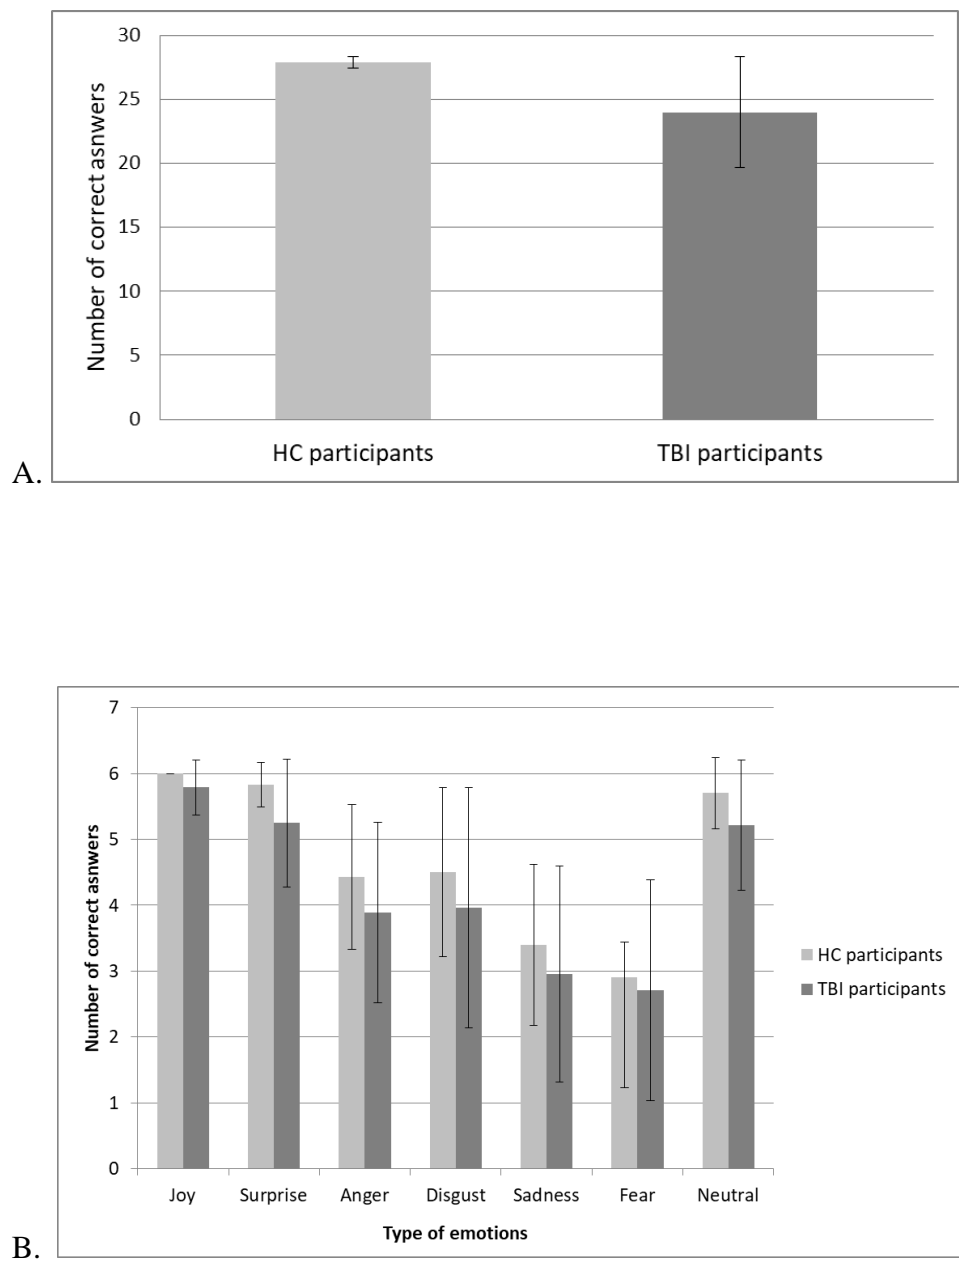 30
25
20
15
10
5
0
Number of correct asnwers
HC participants
TBI participants
A.
7
6
5
4
3
2
1
0
Number of correct asnwers
Joy
Surprise
Anger
Disgust
Sadness
Fear
Neutral
Type of emotions
HC participants
TBI participants
B.